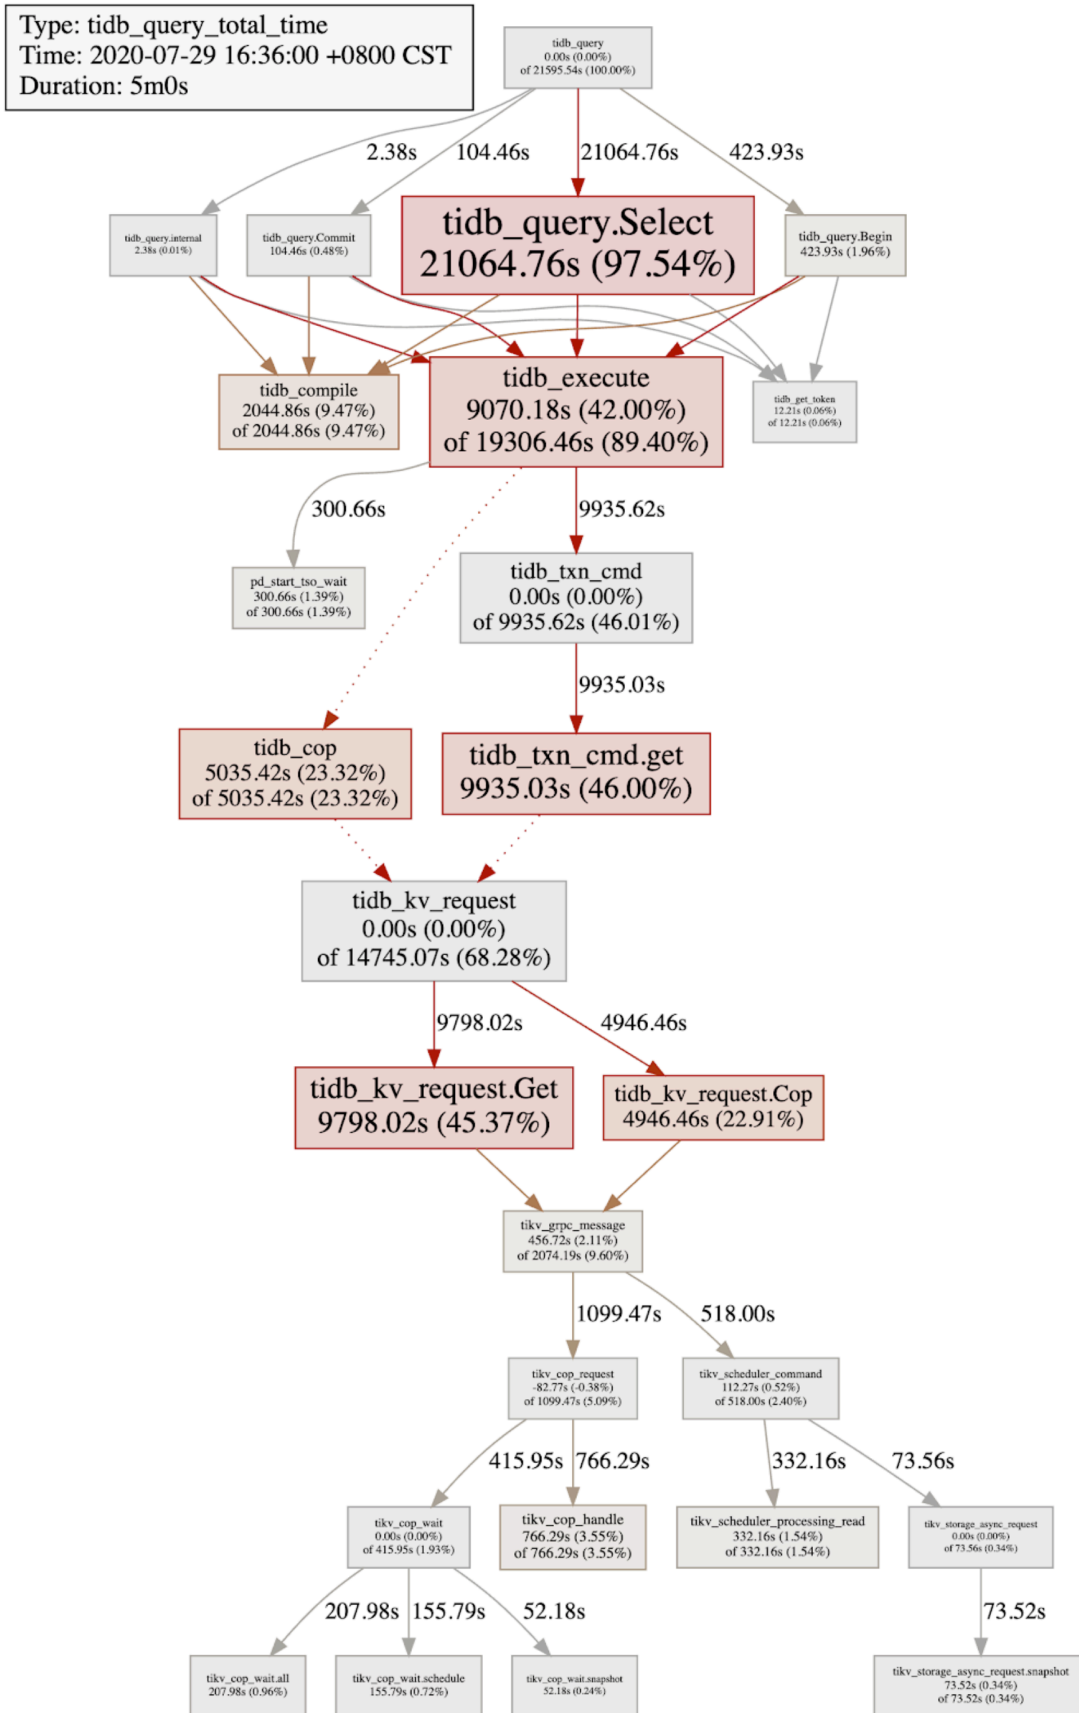 Type: tidb_query_total_time
Time: 2020-07-29 16:36:00 +0800 CST
Duration: 5m0s
tidb_query
0.00s (0.00%)
of 21595.54s (100.00%)
2.38s
104.46s
21064.76s
423.93s
tidb_query.internal
2.38s (0.01%)
tidb_query.Commit
104.46s (0.48%)
tidb_query.Select
21064.76s (97.54%)
tidb_query.Begin
423.93s (1.96%)
tidb_compile
2044.86s (9.47%)
of 2044.86s (9.47%)
tidb_execute
9070.18s (42.00%)
of 19306.46s (89.40%)
tidb_get_token
12.21s (0.06%)
of 12.21s (0.06%)
300.66s
9935.62s
pd_start_tso_wait
300.66s (1.39%)
of 300.66s (1.39%)
tidb_txn_cmd
0.00s (0.00%)
of 9935.62s (46.01%)
9935.03s
tidb_cop
5035.42s (23.32%)
of 5035.42s (23.32%)
tidb_txn_cmd.get
9935.03s (46.00%)
tidb_kv_request
0.00s (0.00%)
of 14745.07s (68.28%)
9798.02s
4946.46s
tidb_kv_request.Get
9798.02s (45.37%)
tidb_kv_request.Cop
4946.46s (22.91%)
tikv_grpc_message
456.72s (2.11%)
of 2074.19s (9.60%)
1099.47s
518.00s
tikv_cop_request
-82.77s (-0.38%)
of 1099.47s (5.09%)
tikv_scheduler_command
112.27s (0.52%)
of 518.00s (2.40%)
415.95s
766.29s
332.16s
73.56s
tikv_cop_wait
0.00s (0.00%)
of 415.95s (1.93%)
tikv_cop_handle
766.29s (3.55%)
of 766.29s (3.55%)
tikv_scheduler_processing_read
332.16s (1.54%)
of 332.16s (1.54%)
tikv_storage_async_request
0.00s (0.00%)
of 73.56s (0.34%)
207.98s
155.79s
52.18s
73.52s
tikv_cop_wait.all
207.98s (0.96%)
tikv_cop_wait.schedule
155.79s (0.72%)
tikv_cop_wait.snapshot
52.18s (0.24%)
tikv_storage_async_request.snapshot
73.52s (0.34%)
of 73.52s (0.34%)